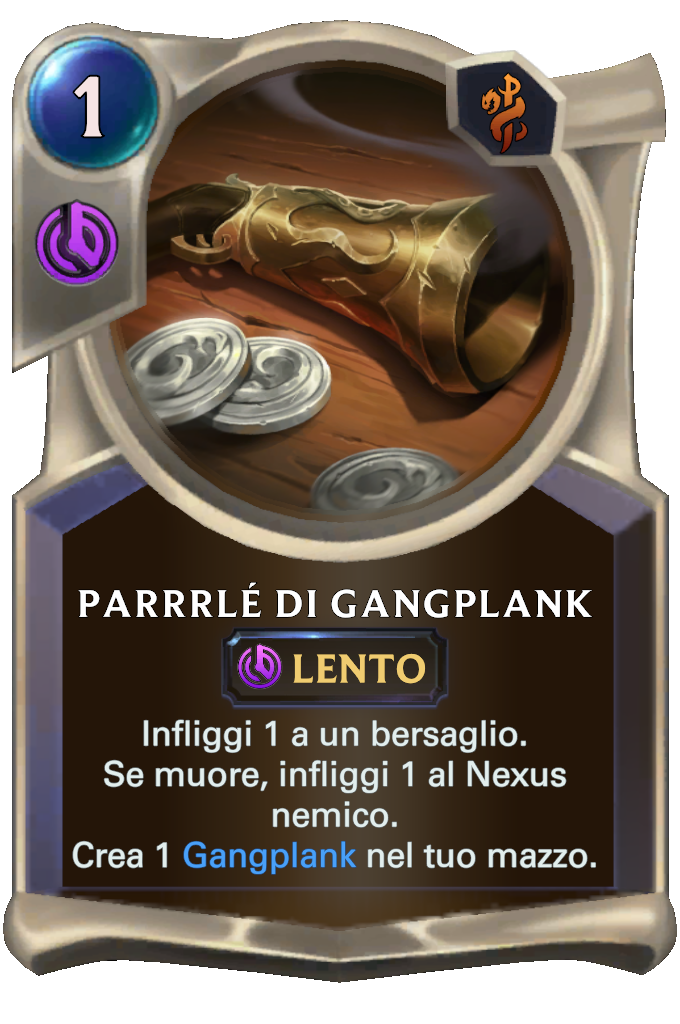 1
PARRRLÉ DI GANGPLANK
LENTO
Infliggi 1 a un bersaglio.
Se muore, infliggi 1 al Nexus
nemico.
Crea 1 Gangplank nel tuo mazzo.